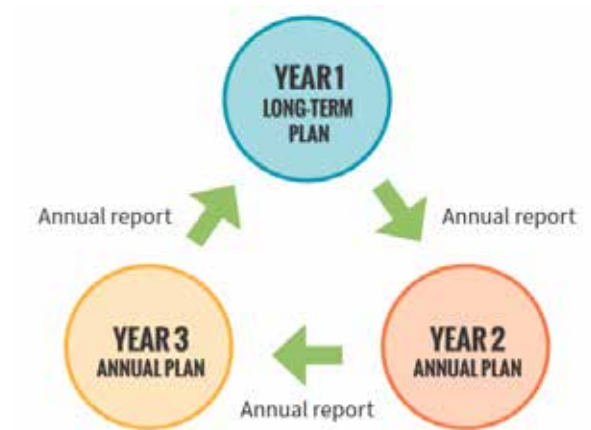 YEAR 1
LONG-TERM
PLAN
Annual report
Annual report
YEAR 3
ANNUAL PLAN
YEAR 2
ANNUAL PLAN
Annual report